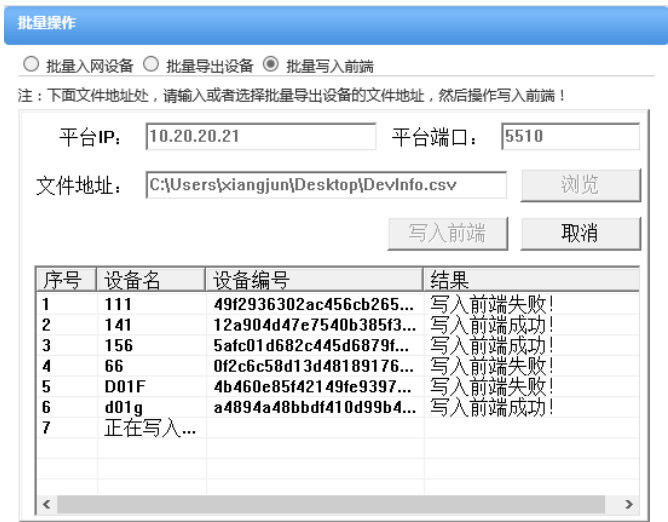 批量操作
批量入网设备 批量导出设备 批量写入前端
注：下面文件地址处，请输入或者选择批量导出设备的文件地址，然后操作写入前端！
平台IP： 10.20.20.21 平台端口： 5510
文件地址： C:\Users\xiangjun\Desktop\DevInfo.csv 浏览
写入前端 取消
序号 设备名 设备编号 结果
1 111 49f2936302ac456cb265... 写入前端失败！
2 141 12a904d47e7540b385f3... 写入前端成功！
3 156 5afc01d682c445d6879f... 写入前端成功！
4 66 0f2c6c58d13d48189176... 写入前端失败！
5 D01F 4b460e85f42149fe9397... 写入前端失败！
6 d01g a4894a48bbdf410d99b4... 写入前端成功！
7 正在写入...